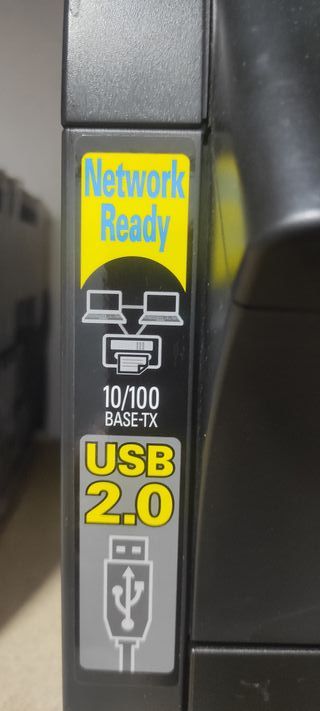 Network
Ready
10/100
BASE-TX
USB
2.0